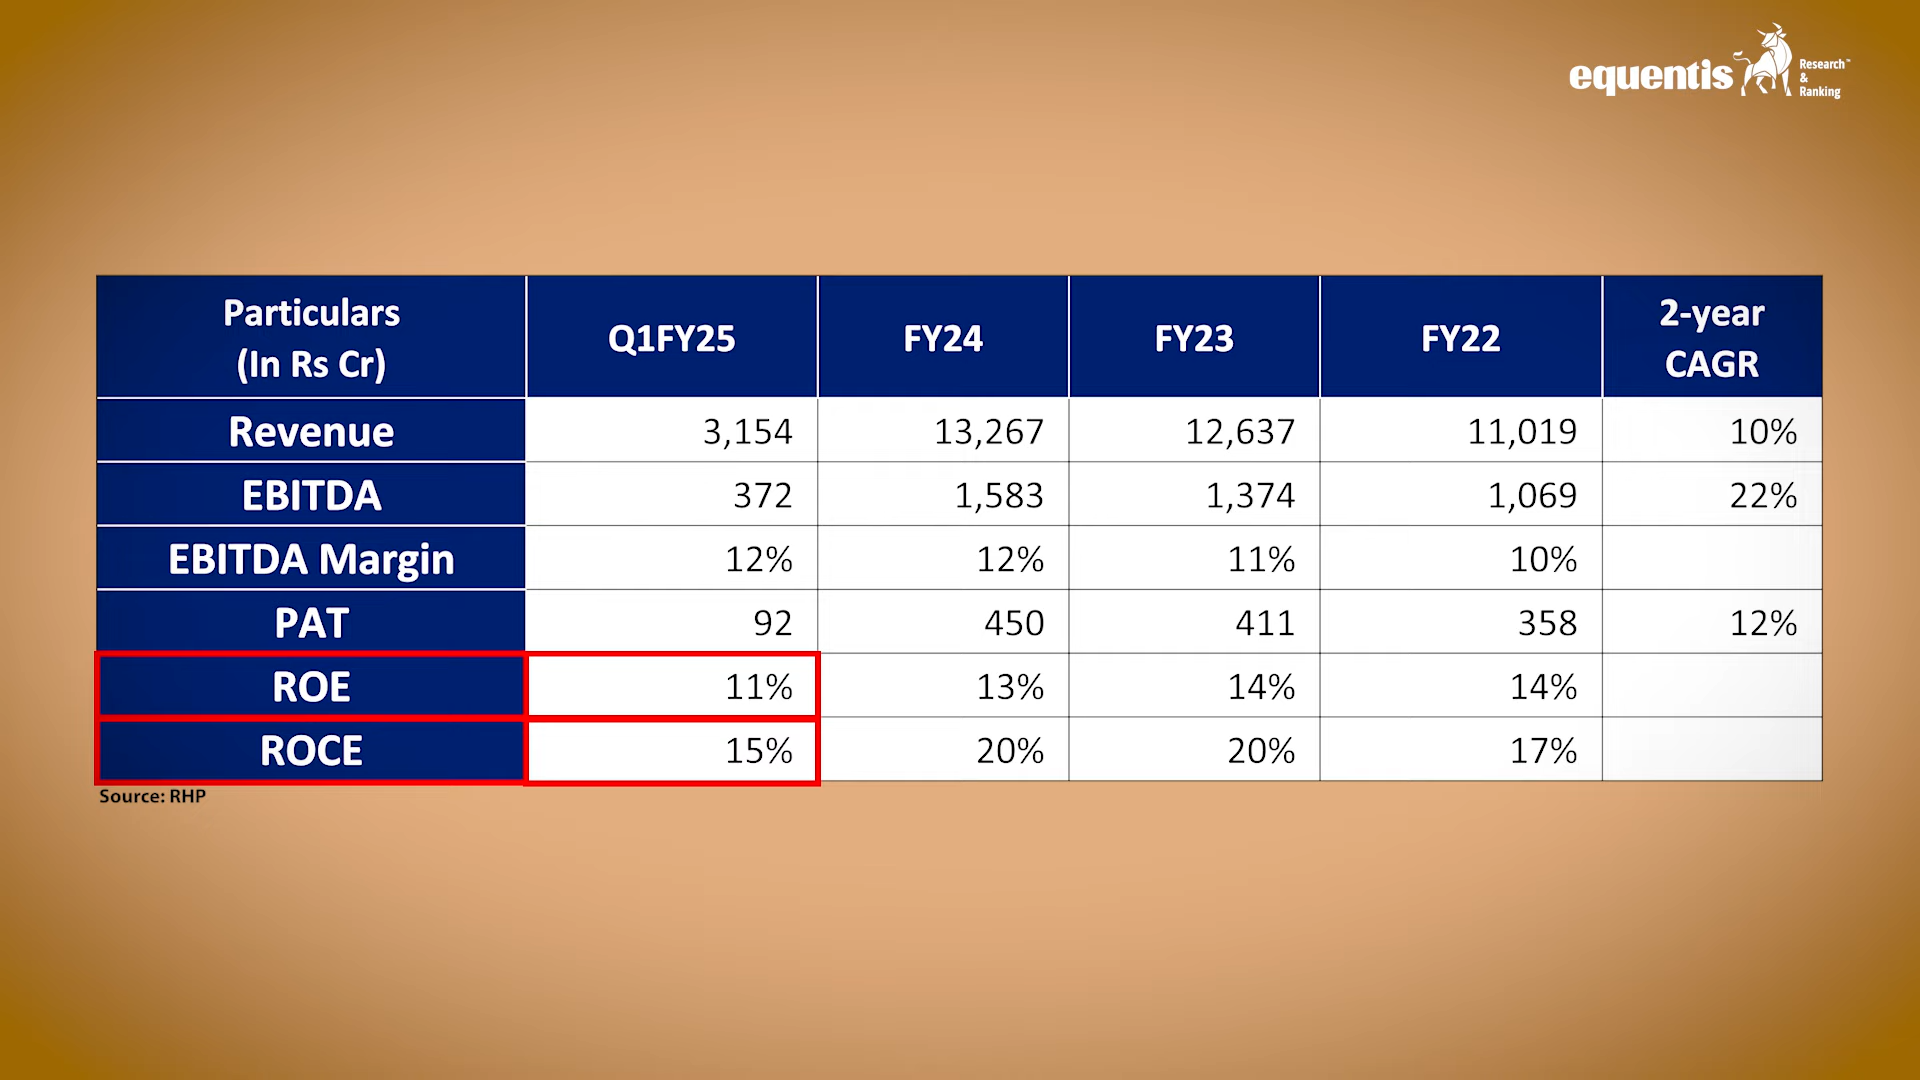 equentis Research™
&
Ranking
Particulars (In Rs Cr) Q1FY25 FY24 FY23 FY22 2-year CAGR
Revenue 3,154 13,267 12,637 11,019 10%
EBITDA 372 1,583 1,374 1,069 22%
EBITDA Margin 12% 12% 11% 10%
PAT 92 450 411 358 12%
ROE 11% 13% 14% 14%
ROCE 15% 20% 20% 17%
Source: RHP